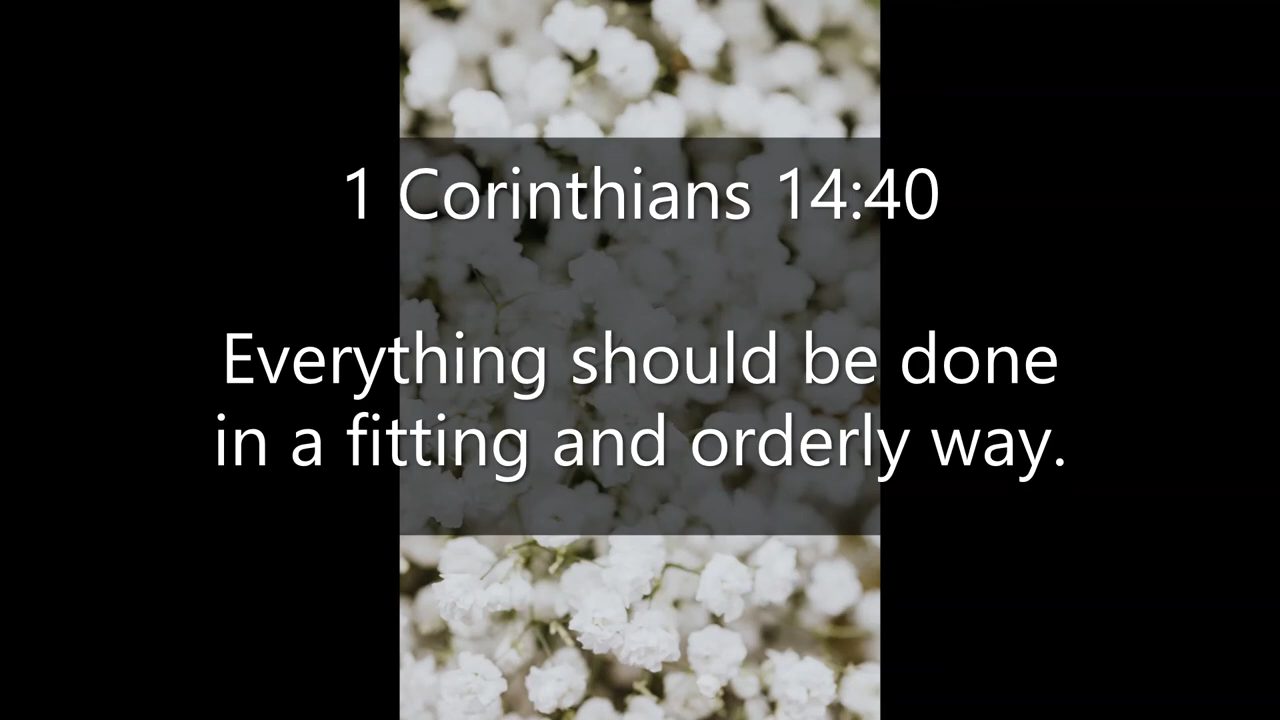 1 Corinthians 14:40
Everything should be done
in a fitting and orderly way.